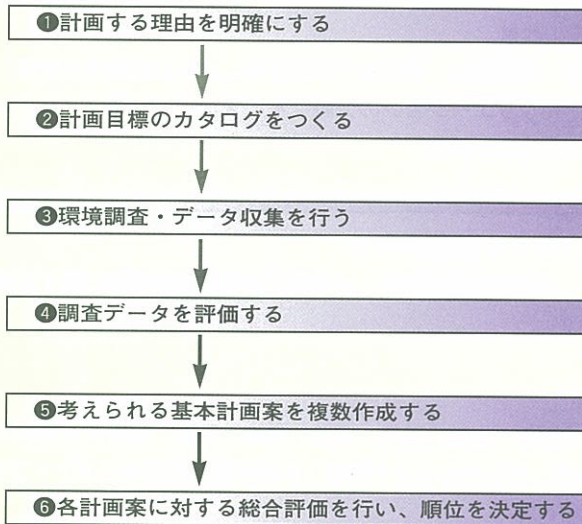 ❶計画する理由を明確にする
❷計画目標のカタログをつくる
❸環境調査・データ収集を行う
❹調査データを評価する
❺考えられる基本計画案を複数作成する
❻各計画案に対する総合評価を行い、順位を決定する